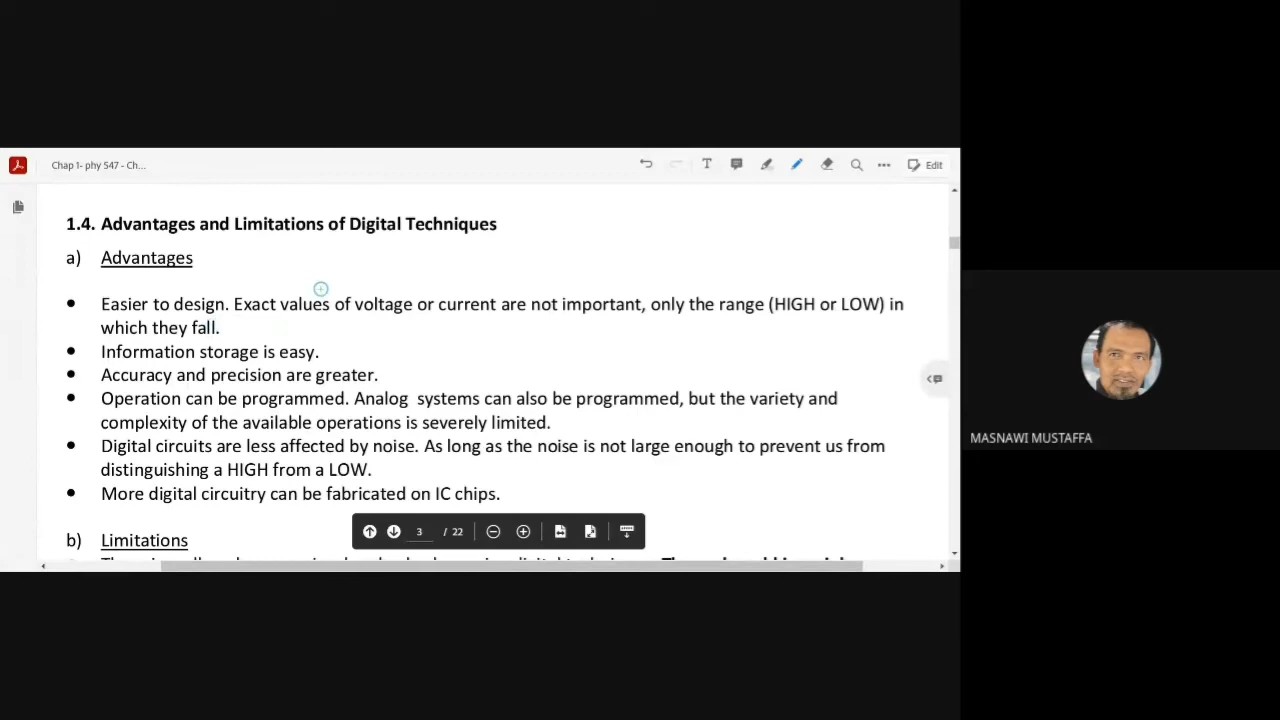 Chap 1- phy 547 - Ch...
Edit
1.4. Advantages and Limitations of Digital Techniques
a) Advantages
• Easier to design. Exact values of voltage or current are not important, only the range (HIGH or LOW) in
which they fall.
• Information storage is easy.
• Accuracy and precision are greater.
• Operation can be programmed. Analog systems can also be programmed, but the variety and
complexity of the available operations is severely limited.
• Digital circuits are less affected by noise. As long as the noise is not large enough to prevent us from
distinguishing a HIGH from a LOW.
• More digital circuitry can be fabricated on IC chips.
b) Limitations
3 / 22
MASNAWI MUSTAFFA